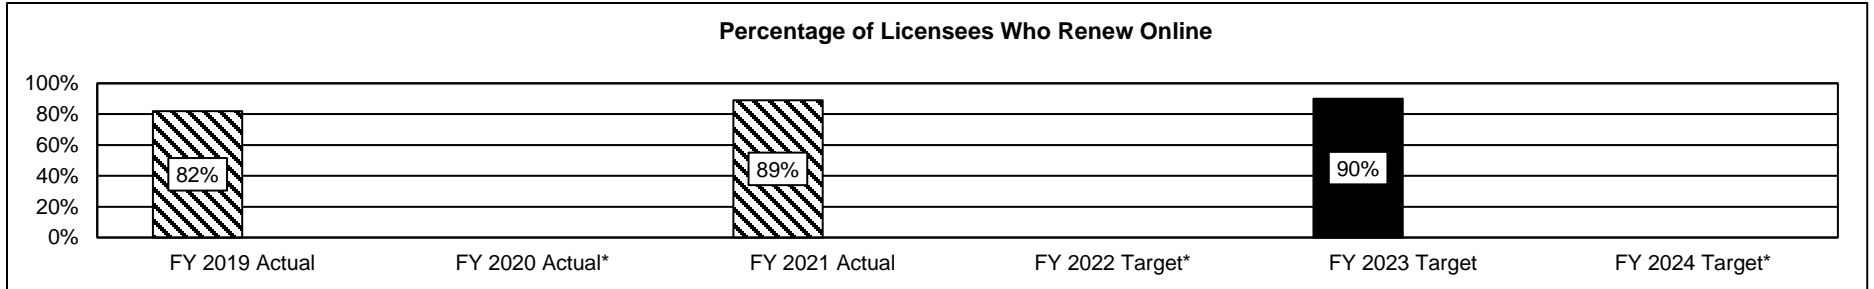 Percentage of Licensees Who Renew Online
100%
80%
60%
40%
20%
0%
82%
89%
90%
FY 2019 Actual
FY 2020 Actual*
FY 2021 Actual
FY 2022 Target*
FY 2023 Target
FY 2024 Target*